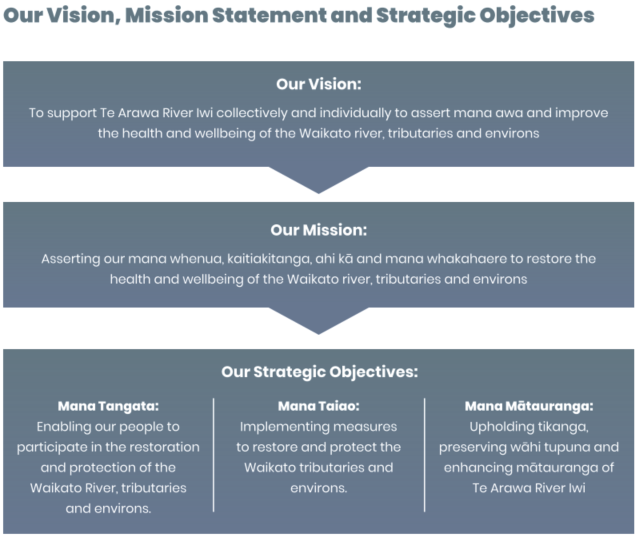 Our Vision, Mission Statement and Strategic Objectives
Our Vision:
To support Te Arawa River Iwi collectively and individually to assert mana awa and improve
the health and wellbeing of the Waikato river, tributaries and environs
Our Mission:
Asserting our mana whenua, kaitiakitanga, ahi kā and mana whakahaere to restore the
health and wellbeing of the Waikato river, tributaries and environs
Our Strategic Objectives:
Mana Tangata:
Enabling our people to
participate in the restoration
and protection of the
Waikato River, tributaries
and environs.
Mana Taiao:
Implementing measures
to restore and protect the
Waikato tributaries and
environs.
Mana Mātauranga:
Upholding tikanga,
preserving wāhi tupuna and
enhancing mātauranga of
Te Arawa River Iwi